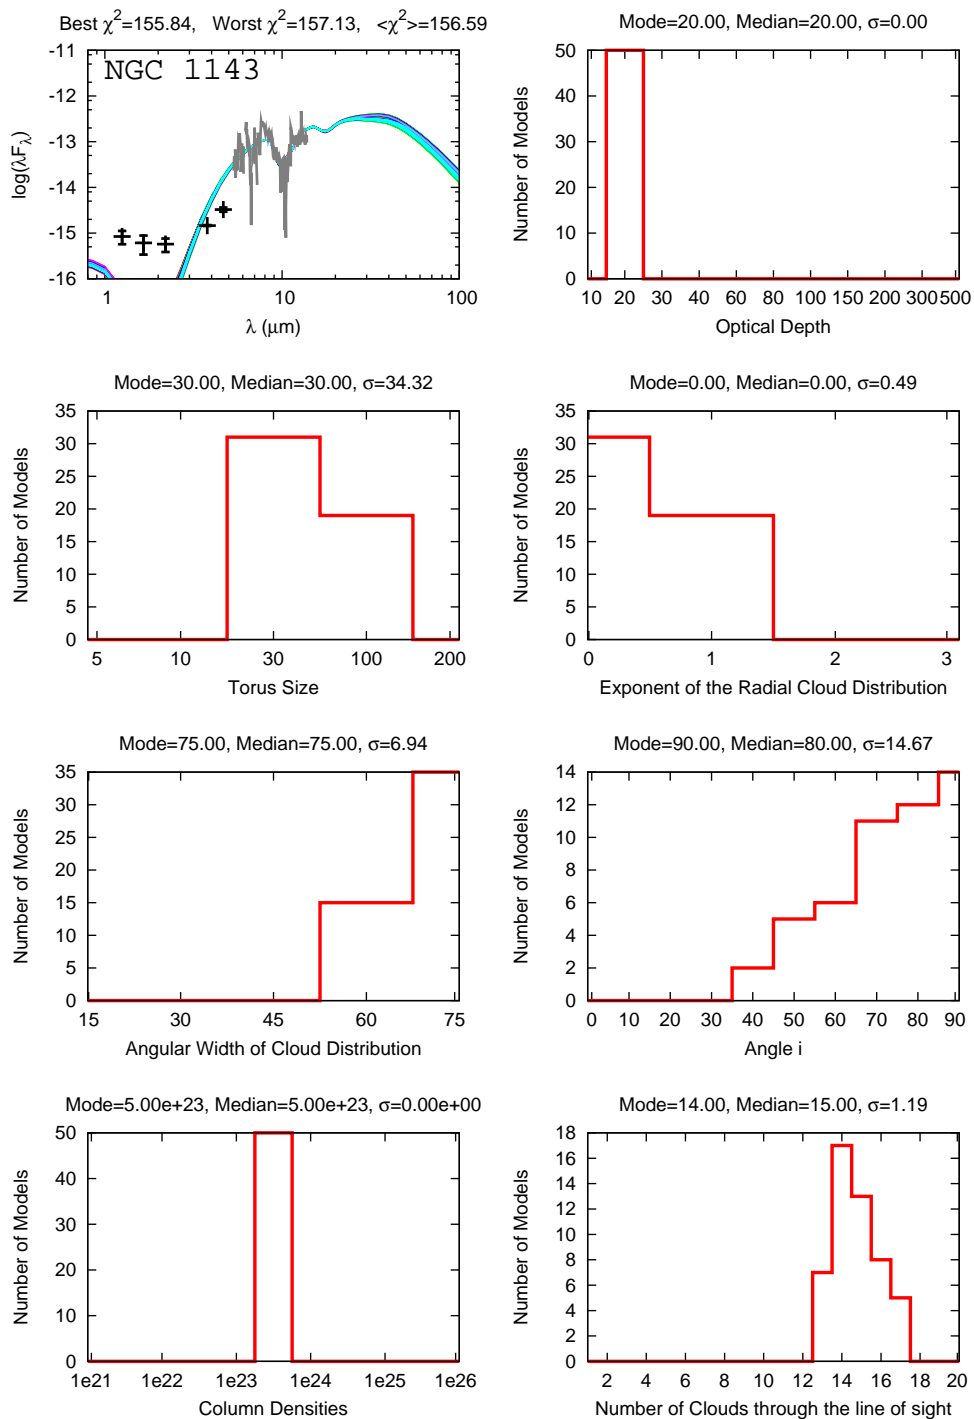 Best χ²=155.84, Worst χ²=157.13, <χ²>=156.59
NGC 1143
-11
-12
-13
-14
-15
-16
log(λFλ)
1 10 100
λ (μm)
Mode=20.00, Median=20.00, σ=0.00
50
40
30
20
10
0
Number of Models
10 20 30 40 60 80 100 150 200 300 500
Optical Depth
Mode=30.00, Median=30.00, σ=34.32
35
30
25
20
15
10
5
0
Number of Models
5 10 30 100 200
Torus Size
Mode=0.00, Median=0.00, σ=0.49
35
30
25
20
15
10
5
0
Number of Models
0 1 2 3
Exponent of the Radial Cloud Distribution
Mode=75.00, Median=75.00, σ=6.94
35
30
25
20
15
10
5
0
Number of Models
15 30 45 60 75
Angular Width of Cloud Distribution
Mode=90.00, Median=80.00, σ=14.67
14
12
10
8
6
4
2
0
Number of Models
0 10 20 30 40 50 60 70 80 90
Angle i
Mode=5.00e+23, Median=5.00e+23, σ=0.00e+00
50
40
30
20
10
0
Number of Models
1e21 1e22 1e23 1e24 1e25 1e26
Column Densities
Mode=14.00, Median=15.00, σ=1.19
18
16
14
12
10
8
6
4
2
0
Number of Models
2 4 6 8 10 12 14 16 18 20
Number of Clouds through the line of sight